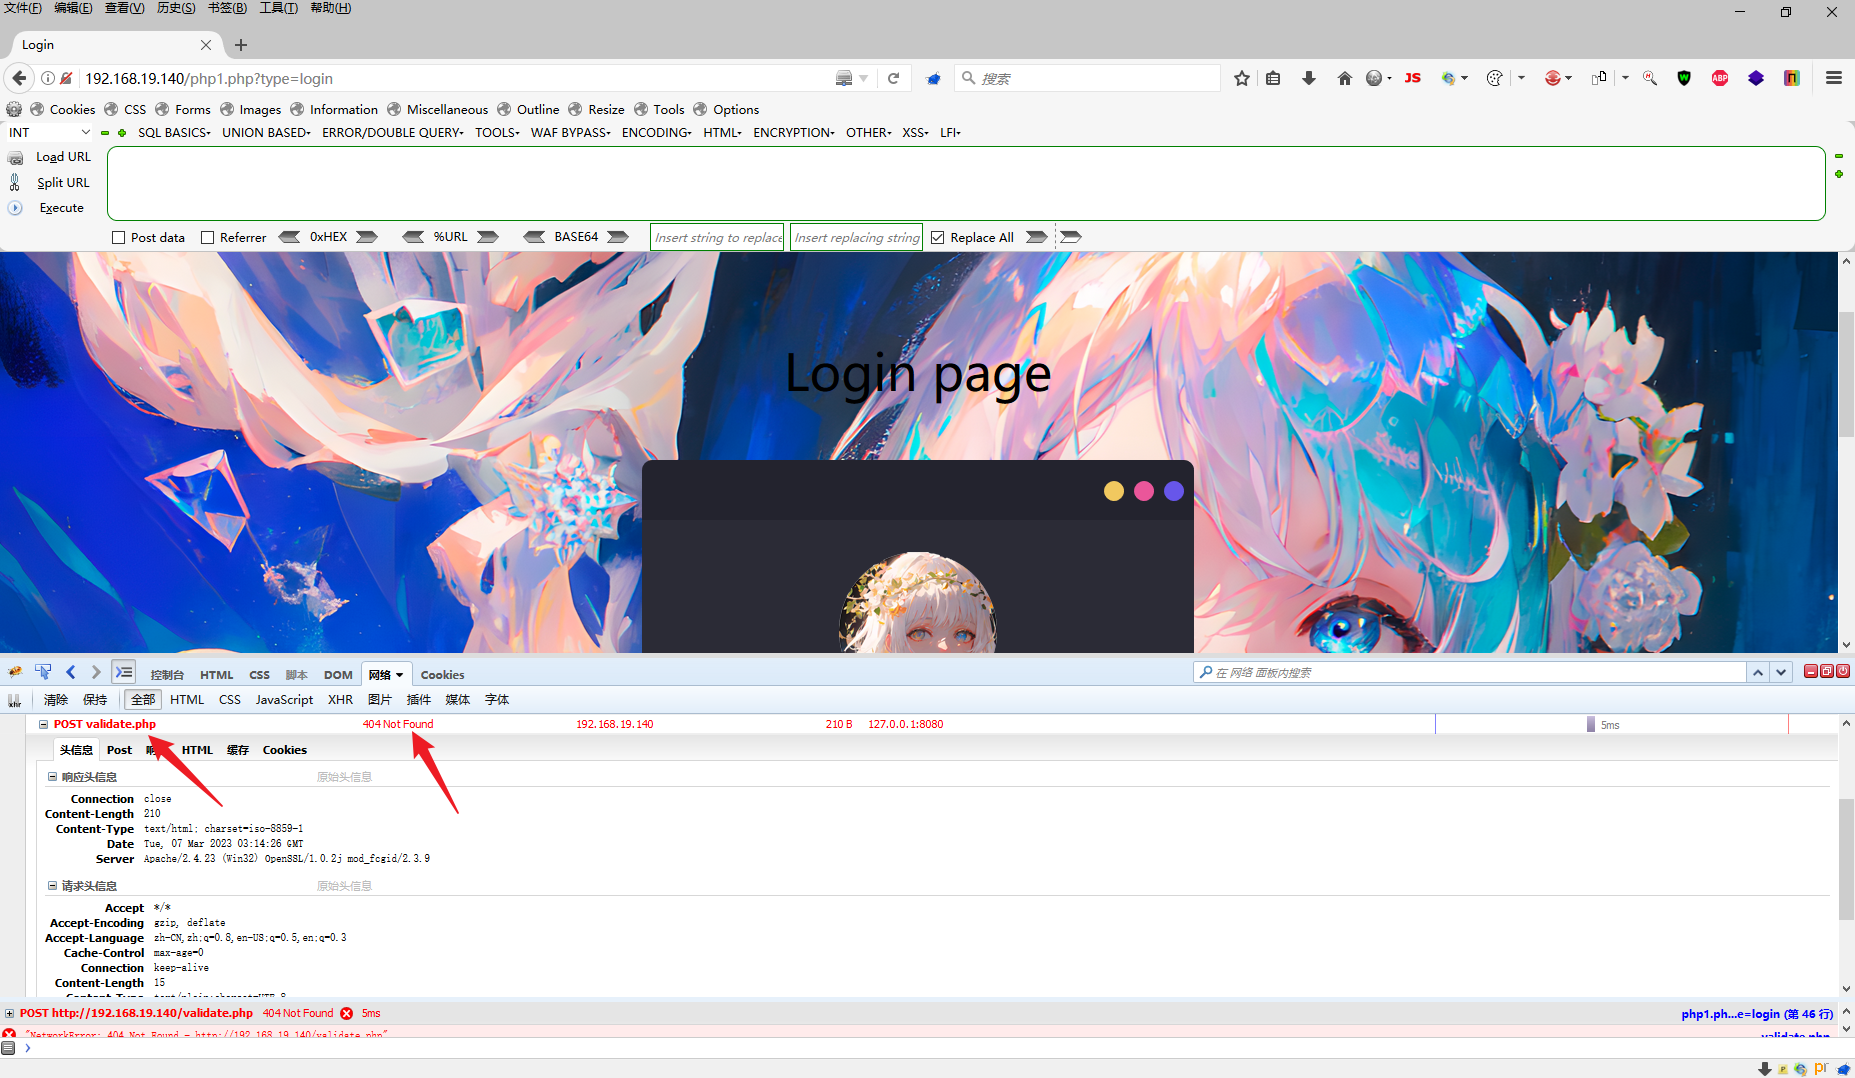 文件(F) 编辑(E) 查看(V) 历史(S) 书签(B) 工具(T) 帮助(H)
Login
192.168.19.140/php1.php?type=login
搜索
JS
ABP
Cookies CSS Forms Images Information Miscellaneous Outline Resize Tools Options
INT SQL BASICS UNION BASED ERROR/DOUBLE QUERY TOOLS WAF BYPASS ENCODING HTML ENCRYPTION OTHER XSS LFI
Load URL
Split URL
Execute
Post data Referrer 0xHEX %URL BASE64 Insert string to replace Insert replacing string Replace All
Login page
控制台 HTML CSS 脚本 DOM 网络 Cookies
在 网络 面板内搜索
清除 保持 全部 HTML CSS JavaScript XHR 图片 插件 媒体 字体
POST validate.php 404 Not Found 192.168.19.140 210 B 127.0.0.1:8080 5ms
头信息 Post HTML 缓存 Cookies
响应头信息 原始头信息
Connection close
Content-Length 210
Content-Type text/html; charset=iso-8859-1
Date Tue, 07 Mar 2023 03:14:26 GMT
Server Apache/2.4.23 (Win32) OpenSSL/1.0.2j mod_fcgid/2.3.9
请求头信息 原始头信息
Accept */*
Accept-Encoding gzip, deflate
Accept-Language zh-CN,zh;q=0.8,en-US;q=0.5,en;q=0.3
Cache-Control max-age=0
Connection keep-alive
Content-Length 15
Content-Type text/plain;charset=UTF-8
POST http://192.168.19.140/validate.php 404 Not Found 5ms
php1.ph...e=login (第 46 行)
"NetworkError: 404 Not Found - http://192.168.19.140/validate.php"
validate.php